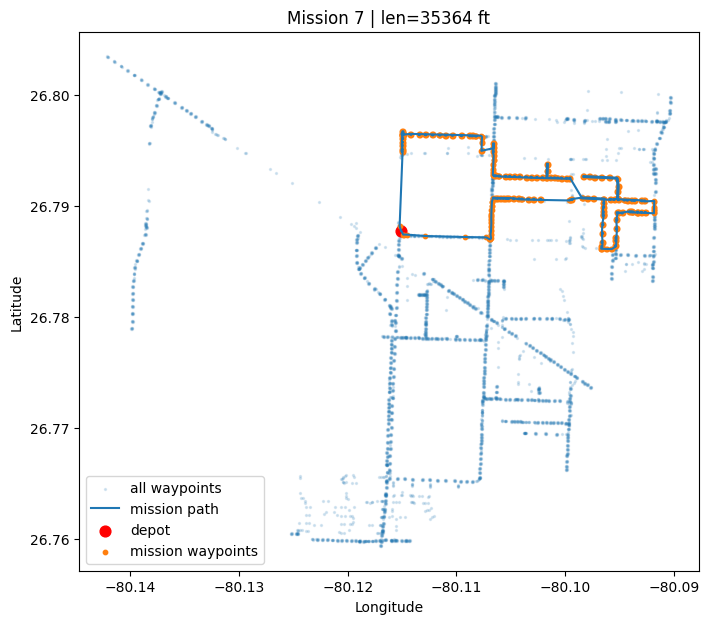 Mission 7 | len=35364 ft
Latitude
26.80
26.79
26.78
26.77
26.76
all waypoints
mission path
depot
mission waypoints
−80.14 −80.13 −80.12 −80.11 −80.10 −80.09
Longitude